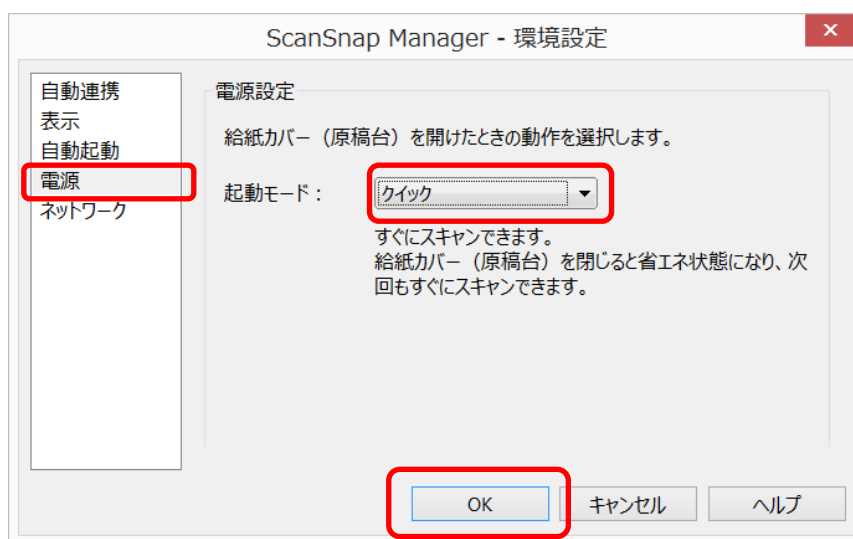 ScanSnap Manager - 環境設定
×
自動連携
表示
自動起動
電源
ネットワーク
電源設定
給紙カバー（原稿台）を開けたときの動作を選択します。
起動モード： クイック
すぐにスキャンできます。
給紙カバー（原稿台）を閉じると省エネ状態になり、次
回もすぐにスキャンできます。
OK キャンセル ヘルプ